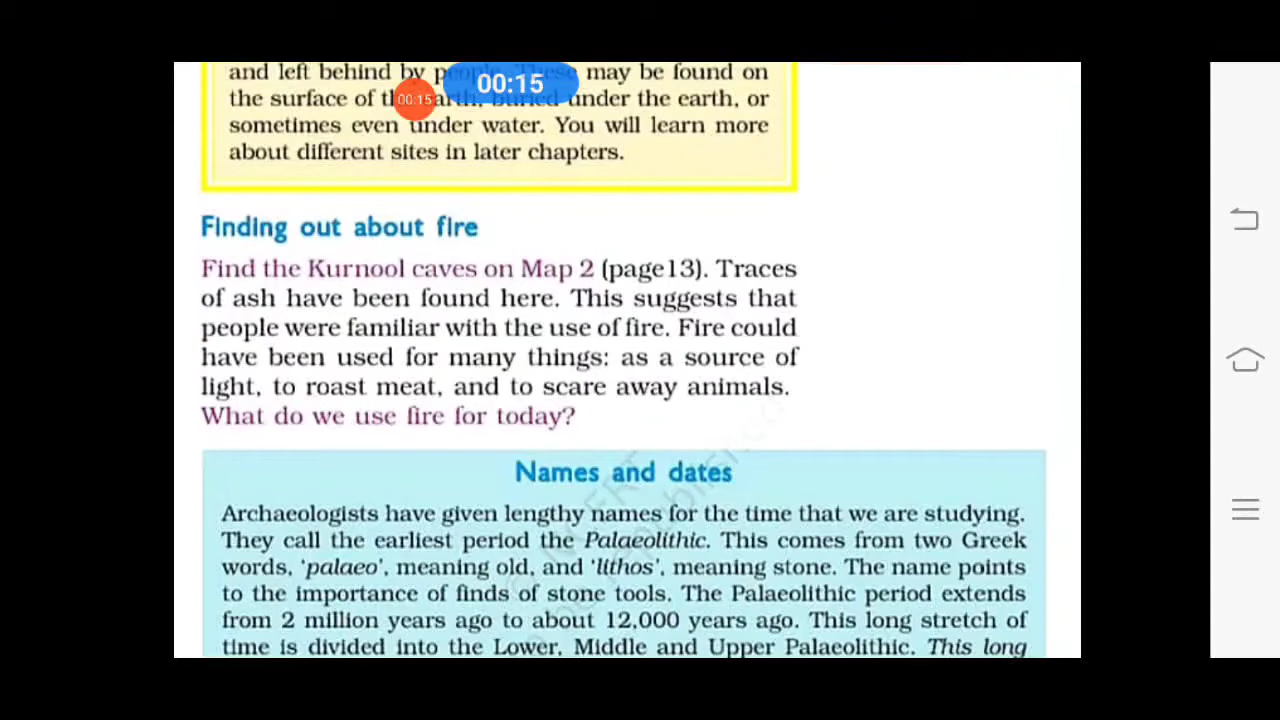 and left behind by people. These may be found on
00:15
00:15
the surface of the earth, buried under the earth, or
sometimes even under water. You will learn more
about different sites in later chapters.
Finding out about fire
Find the Kurnool caves on Map 2 (page13). Traces
of ash have been found here. This suggests that
people were familiar with the use of fire. Fire could
have been used for many things: as a source of
light, to roast meat, and to scare away animals.
What do we use fire for today?
Names and dates
Archaeologists have given lengthy names for the time that we are studying.
They call the earliest period the Palaeolithic. This comes from two Greek
words, ‘palaeo’, meaning old, and ‘lithos’, meaning stone. The name points
to the importance of finds of stone tools. The Palaeolithic period extends
from 2 million years ago to about 12,000 years ago. This long stretch of
time is divided into the Lower, Middle and Upper Palaeolithic. This long